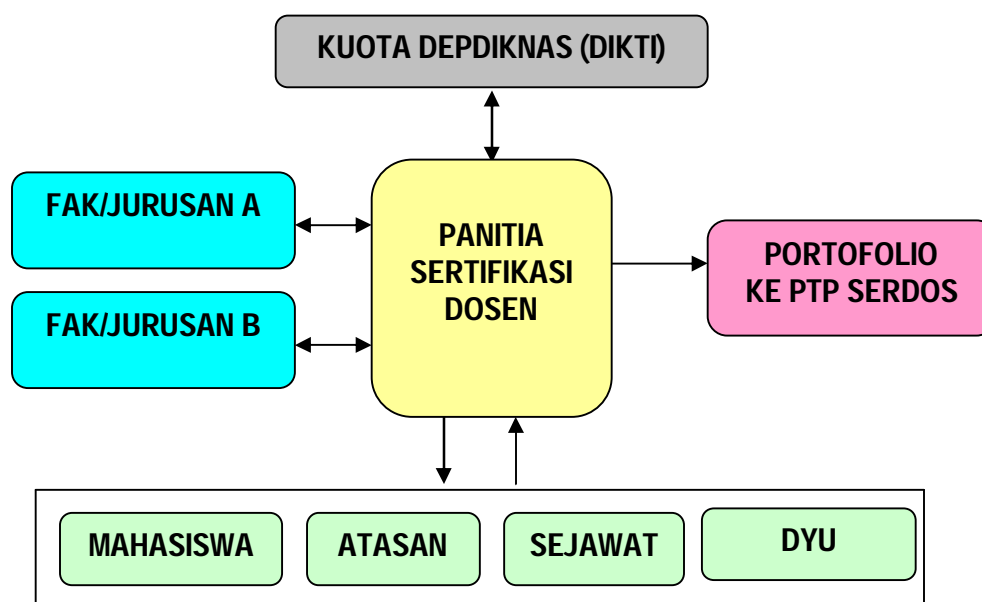 KUOTA DEPDIKNAS (DIKTI)
FAK/JURUSAN A
FAK/JURUSAN B
PANITIA
SERTIFIKASI
DOSEN
PORTOFOLIO
KE PTP SERDOS
MAHASISWA
ATASAN
SEJAWAT
DYU